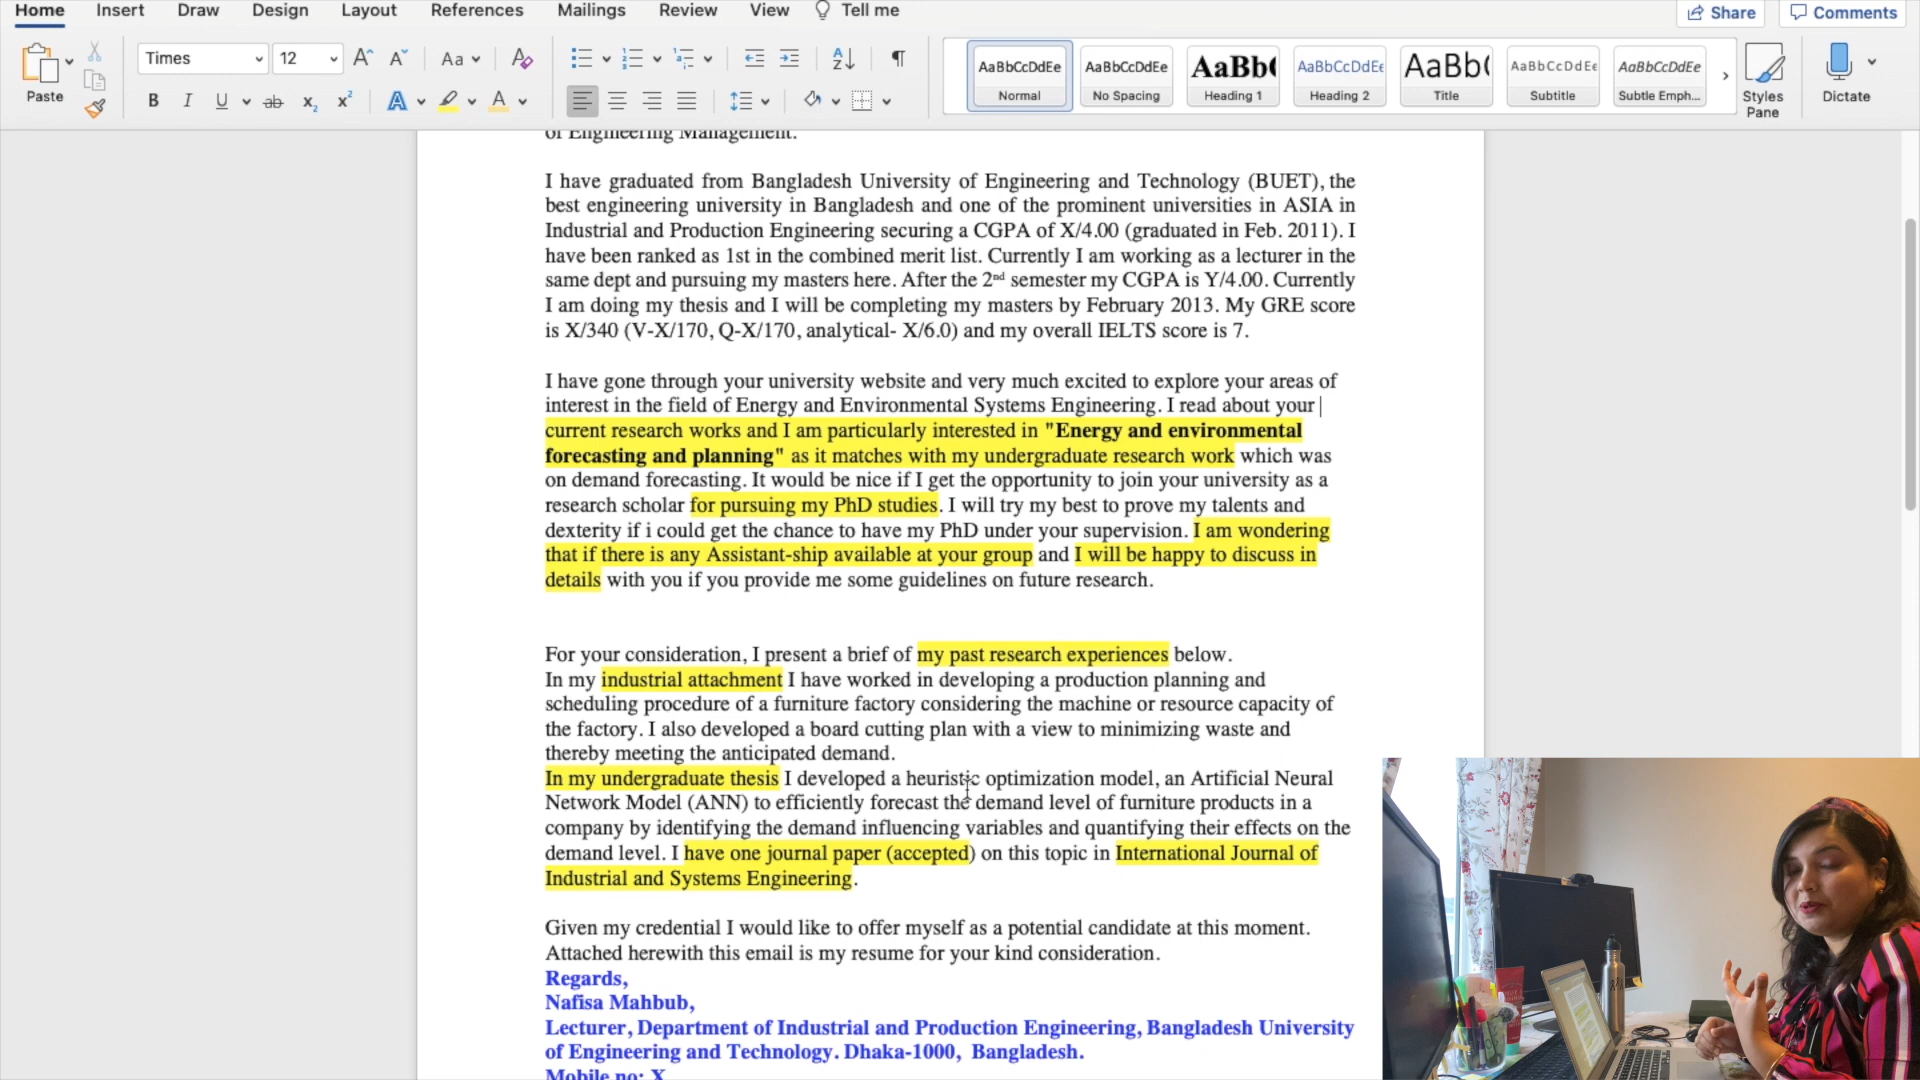 Home Insert Draw Design Layout References Mailings Review View Tell me Share Comments
Times 12 Aa
Paste
B I U ab x2 x2 A A
AaBbCcDdEe AaBbCcDdEe AaBb( AaBbCcDdEe AaBb( AaBbCcDdEe AaBbCcDdEe
Normal No Spacing Heading 1 Heading 2 Title Subtitle Subtle Emph...
Styles Pane
Dictate
of Engineering Management.
I have graduated from Bangladesh University of Engineering and Technology (BUET), the
best engineering university in Bangladesh and one of the prominent universities in ASIA in
Industrial and Production Engineering securing a CGPA of X/4.00 (graduated in Feb. 2011). I
have been ranked as 1st in the combined merit list. Currently I am working as a lecturer in the
same dept and pursuing my masters here. After the 2nd semester my CGPA is Y/4.00. Currently
I am doing my thesis and I will be completing my masters by February 2013. My GRE score
is X/340 (V-X/170, Q-X/170, analytical- X/6.0) and my overall IELTS score is 7.
I have gone through your university website and very much excited to explore your areas of
interest in the field of Energy and Environmental Systems Engineering. I read about your
current research works and I am particularly interested in "Energy and environmental
forecasting and planning" as it matches with my undergraduate research work which was
on demand forecasting. It would be nice if I get the opportunity to join your university as a
research scholar for pursuing my PhD studies. I will try my best to prove my talents and
dexterity if i could get the chance to have my PhD under your supervision. I am wondering
that if there is any Assistant-ship available at your group and I will be happy to discuss in
details with you if you provide me some guidelines on future research.
For your consideration, I present a brief of my past research experiences below.
In my industrial attachment I have worked in developing a production planning and
scheduling procedure of a furniture factory considering the machine or resource capacity of
the factory. I also developed a board cutting plan with a view to minimizing waste and
thereby meeting the anticipated demand.
In my undergraduate thesis I developed a heuristic optimization model, an Artificial Neural
Network Model (ANN) to efficiently forecast the demand level of furniture products in a
company by identifying the demand influencing variables and quantifying their effects on the
demand level. I have one journal paper (accepted) on this topic in International Journal of
Industrial and Systems Engineering.
Given my credential I would like to offer myself as a potential candidate at this moment.
Attached herewith this email is my resume for your kind consideration.
Regards,
Nafisa Mahbub,
Lecturer, Department of Industrial and Production Engineering, Bangladesh University
of Engineering and Technology. Dhaka-1000, Bangladesh.
Mobile no: X